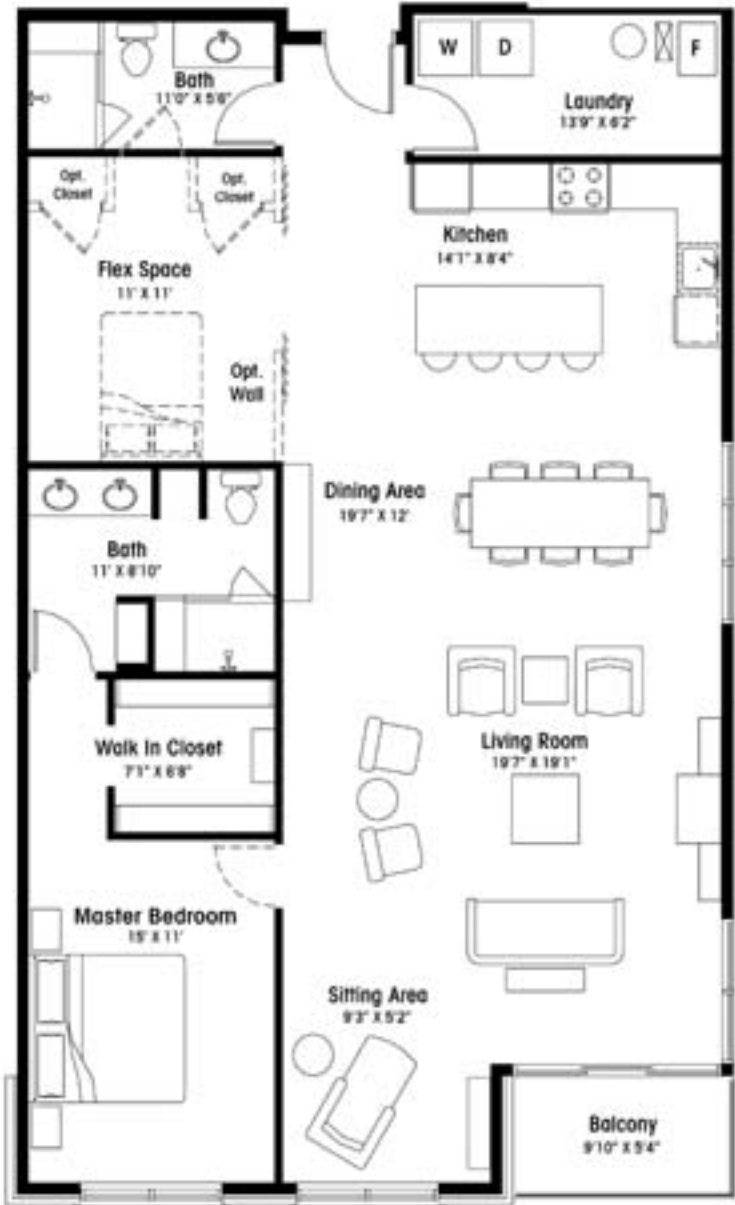 W
D
F
Bath
11'0" X 5'6"
Laundry
13'9" X 6'2"
Opt.
Closet
Opt.
Closet
Kitchen
14'1" X 8'4"
Flex Space
11' X 11'
Opt.
Wall
Dining Area
19'7" X 12'
Bath
11' X 8'10"
Living Room
19'7" X 19'1"
Walk In Closet
7'1" X 6'8"
Master Bedroom
15' X 11'
Sitting Area
9'3" X 5'2"
Balcony
9'10" X 5'4"